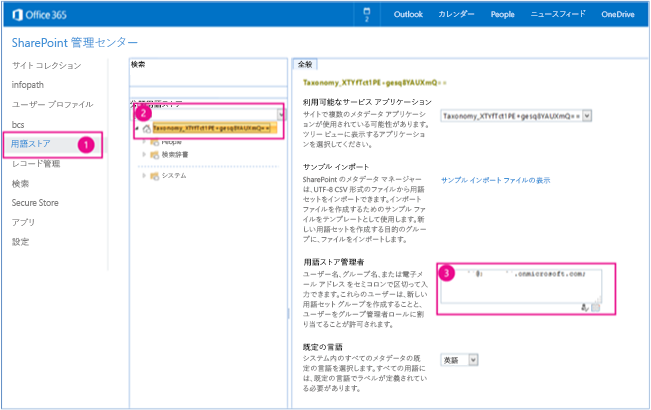 Office 365
2
Outlook カレンダー People ニュースフィード OneDrive
SharePoint 管理センター
サイト コレクション
infopath
ユーザー プロファイル
bcs
用語ストア
1
レコード管理
検索
Secure Store
アプリ
設定
検索
分類用語ストア
2
Taxonomy_XTYfTct1PE+gesq8YAUXmQ==
People
検索辞書
システム
全般
Taxonomy_XTYfTct1PE+gesq8YAUXmQ==
利用可能なサービス アプリケーション
サイトで複数のメタデータ アプリケーシ
ョンが使用されている可能性があります。
ツリー ビューに表示するアプリケーション
を選択してください。
Taxonomy_XTYfTct1PE+gesq8YAUXmQ==
サンプル インポート
SharePoint のメタデータ マネージャー
は、UTF-8 CSV 形式のファイルから用語
セットをインポートできます。インポート
ファイルを作成するためのサンプル ファ
イルをテンプレートとして使用します。新
しい用語セットを作成する目的のグルー
プに、ファイルをインポートします。
サンプル インポート ファイルの表示
用語ストア管理者
ユーザー名、グループ名、または電子メ
ール アドレス をセミコロンで区切って入
力できます。これらのユーザーは、新しい
用語セット グループを作成することと、
ユーザーをグループ管理者ロールに割
り当てることが許可されます。
3
@
.onmicrosoft.com;
既定の言語
システム内のすべてのメタデータの既
定の言語を選択します。すべての用語に
は、既定の言語でラベルが定義されてい
る必要があります。
英語